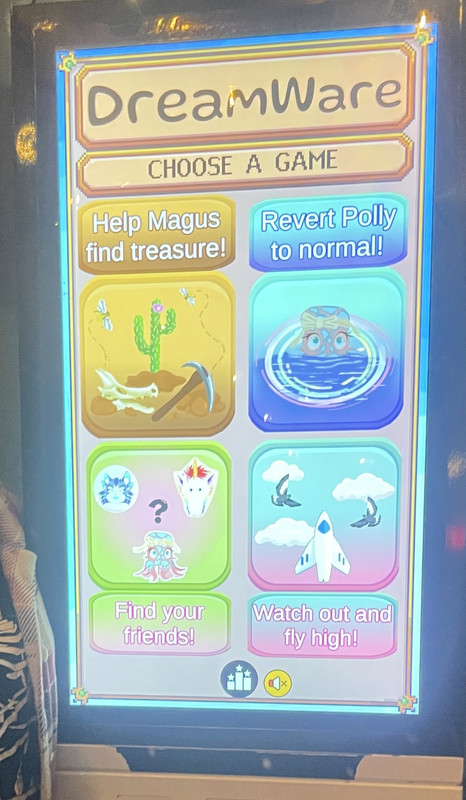 DreamWare
CHOOSE A GAME
Help Magus
find treasure!
Revert Polly
to normal!
?
Find your
friends!
Watch out and
fly high!